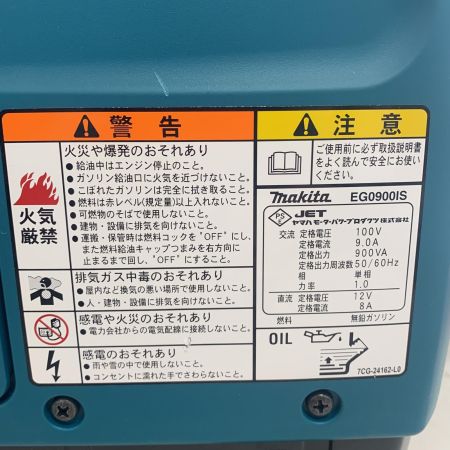 警告
火気
厳禁
火災や爆発のおそれあり
● 給油中はエンジン停止のこと。
● ガソリン給油口に火気を近づけないこと。
● こぼれたガソリンは完全に拭き取ること。
● 燃料は赤レベル(規定量)以上入れないこと。
● 可燃物のそばで使用しないこと。
● 建物・設備に排気を向けないこと。
● 運搬・保管時は燃料コックを"OFF"にし、
また燃料給油キャップつまみを右方向に
止まるまで回し、"OFF"にすること。
排気ガス中毒のおそれあり
● 屋内など換気の悪い場所で使用しないこと。
● 人・建物・設備に排気を向けないこと。
感電や火災のおそれあり
● 電力会社からの電気配線に接続しないこと。
感電のおそれあり
● 雨や雪の中で使用しないこと。
● コンセントに濡れた手でさわらないこと。
注意
ご使用前に必ず取扱説明書
をよく読んで安全にお使い
ください。
makita EG0900IS
PS E JET
ヤマハモーターパワープロダクツ株式会社
交流 定格電圧 100V
定格電流 9.0A
定格出力 900VA
定格出力周波数 50/60Hz
相 単相
力率 1.0
直流 定格電圧 12V
定格電流 8A
燃料 無鉛ガソリン
OIL
7CG-24162-L0